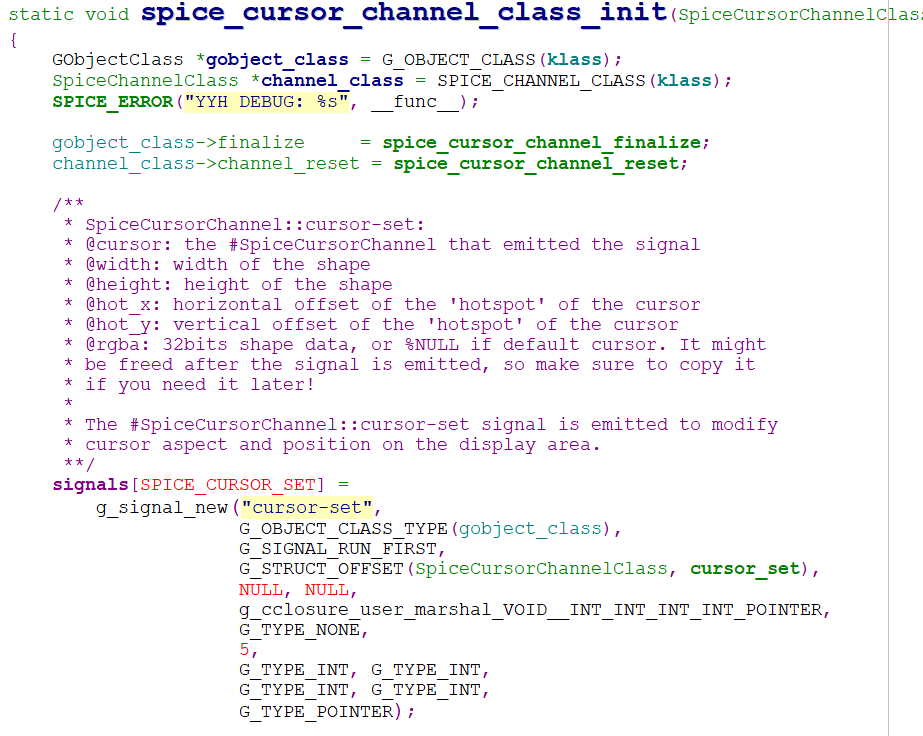 static void spice_cursor_channel_class_init(SpiceCursorChannelClas
{
    GObjectClass *gobject_class = G_OBJECT_CLASS(klass);
    SpiceChannelClass *channel_class = SPICE_CHANNEL_CLASS(klass);
    SPICE_ERROR("YYH DEBUG: %s", __func__);

    gobject_class->finalize     = spice_cursor_channel_finalize;
    channel_class->channel_reset = spice_cursor_channel_reset;

    /**
     * SpiceCursorChannel::cursor-set:
     * @cursor: the #SpiceCursorChannel that emitted the signal
     * @width: width of the shape
     * @height: height of the shape
     * @hot_x: horizontal offset of the 'hotspot' of the cursor
     * @hot_y: vertical offset of the 'hotspot' of the cursor
     * @rgba: 32bits shape data, or %NULL if default cursor. It might
     * be freed after the signal is emitted, so make sure to copy it
     * if you need it later!
     *
     * The #SpiceCursorChannel::cursor-set signal is emitted to modify
     * cursor aspect and position on the display area.
     **/
    signals[SPICE_CURSOR_SET] =
        g_signal_new("cursor-set",
                     G_OBJECT_CLASS_TYPE(gobject_class),
                     G_SIGNAL_RUN_FIRST,
                     G_STRUCT_OFFSET(SpiceCursorChannelClass, cursor_set),
                     NULL, NULL,
                     g_cclosure_user_marshal_VOID__INT_INT_INT_INT_POINTER,
                     G_TYPE_NONE,
                     5,
                     G_TYPE_INT, G_TYPE_INT,
                     G_TYPE_INT, G_TYPE_INT,
                     G_TYPE_POINTER);